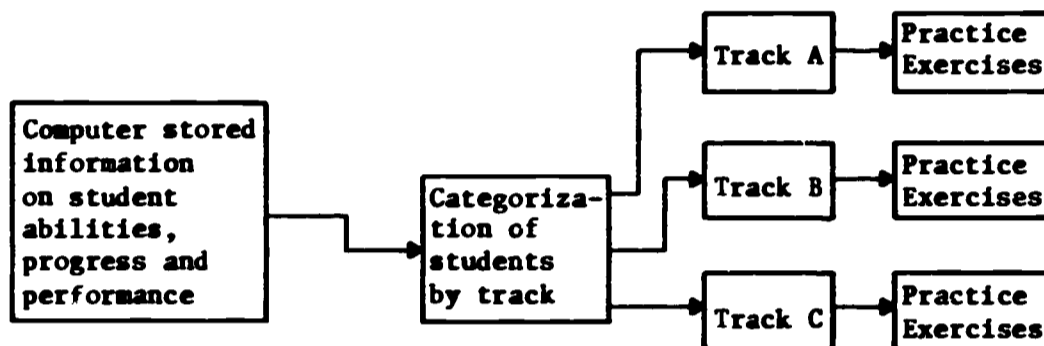 Computer stored
information
on student
abilities,
progress and
performance
Categoriza-
tion of
students
by track
Track A
Practice
Exercises
Track B
Practice
Exercises
Track C
Practice
Exercises